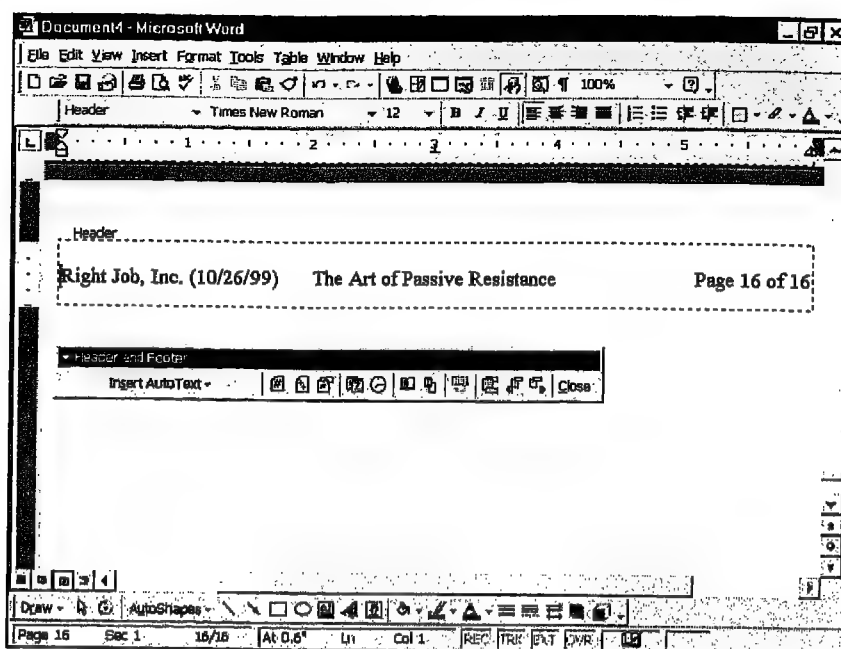 Document4 - Microsoft Word
File Edit View Insert Format Tools Table Window Help
100%
Header Times New Roman 12 B I U
1 2 3 4 5
Header
Right Job, Inc. (10/26/99) The Art of Passive Resistance Page 16 of 16
Header and Footer
Insert AutoText Close
Draw AutoShapes
Page 16 Sec 1 16/16 At 0.6" Ln Col 1 REC TRK EXT OVR